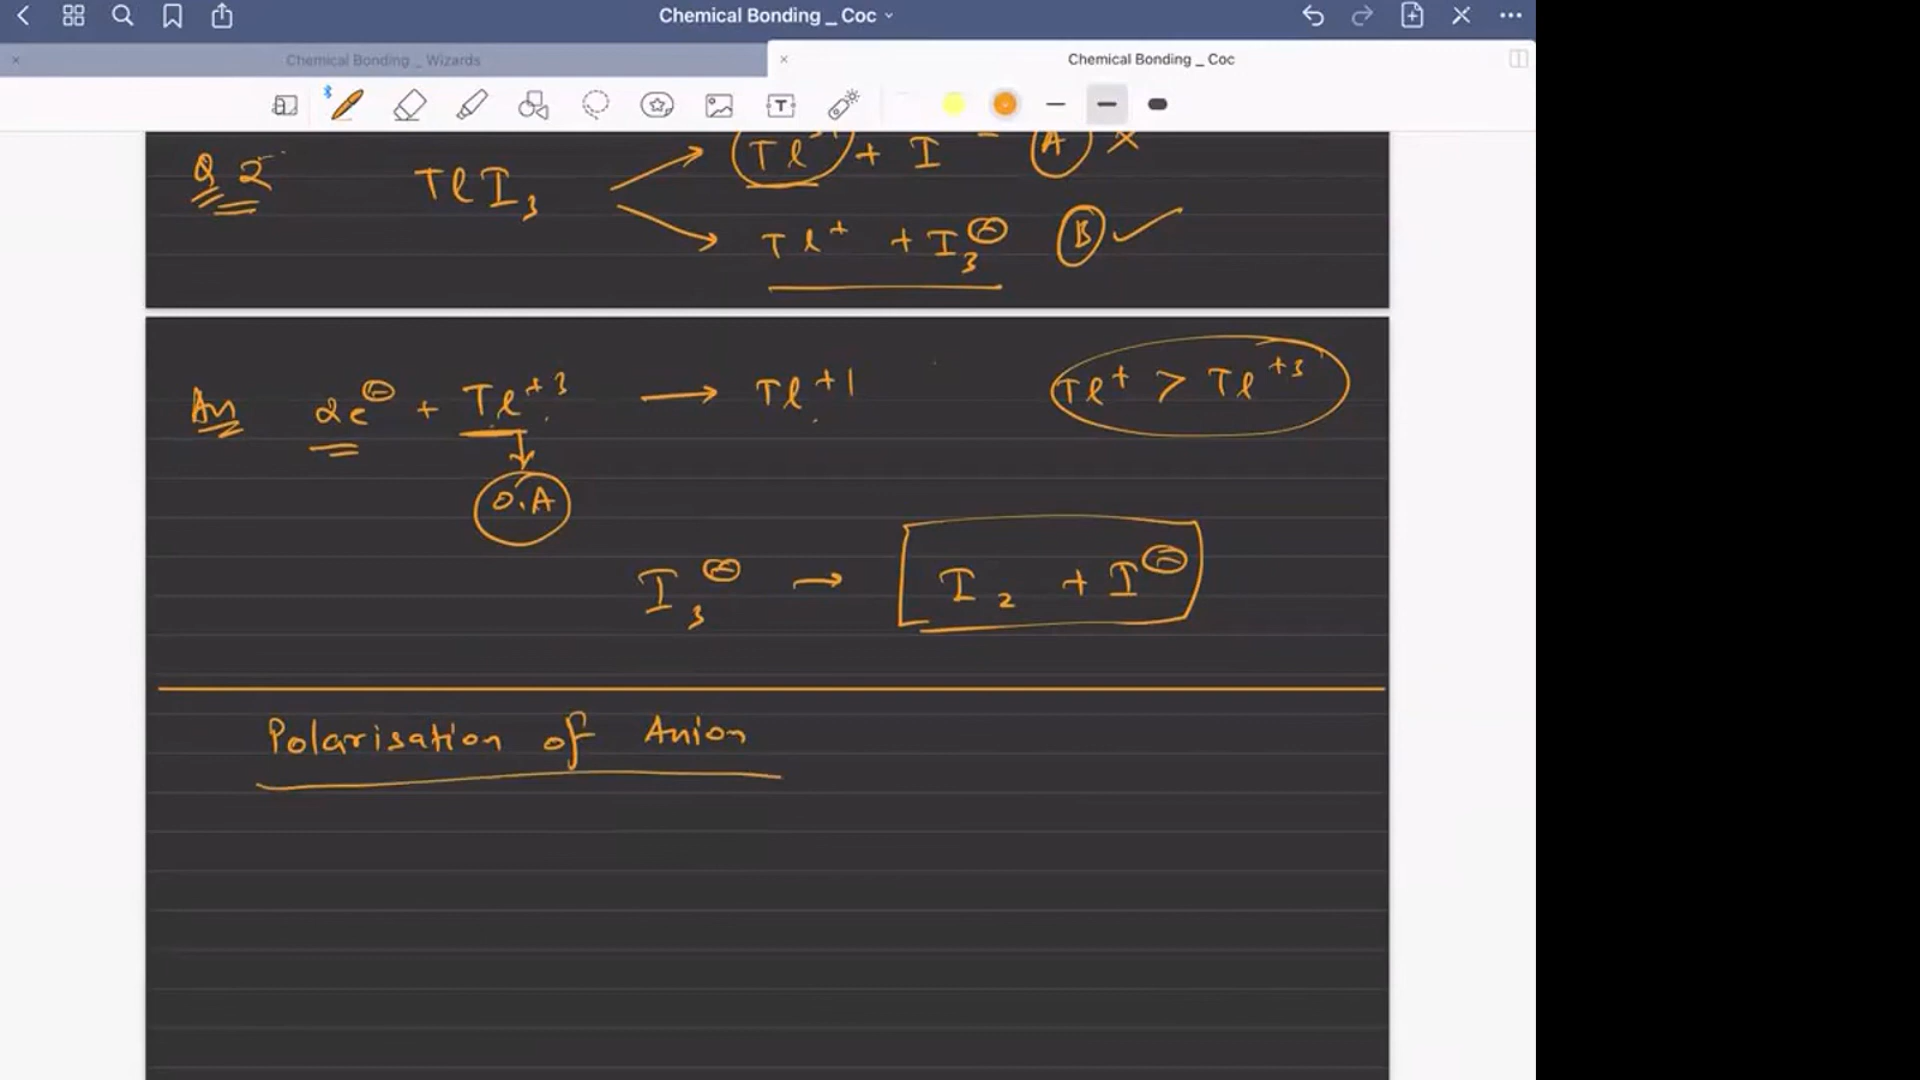 Chemical Bonding _ Coc
Chemical Bonding _ Wizards
Chemical Bonding _ Coc
T
Q 2 TlI₃ → Tl + I⁻ (A) ×
→ Tl⁺ + I₃⊖ (B) ✓
An 2e⊖ + Tl⁺³ → Tl⁺¹ Tl⁺ > Tl⁺³
O.A
I₃⊖ → I₂ + I⊖
Polarisation of Anion